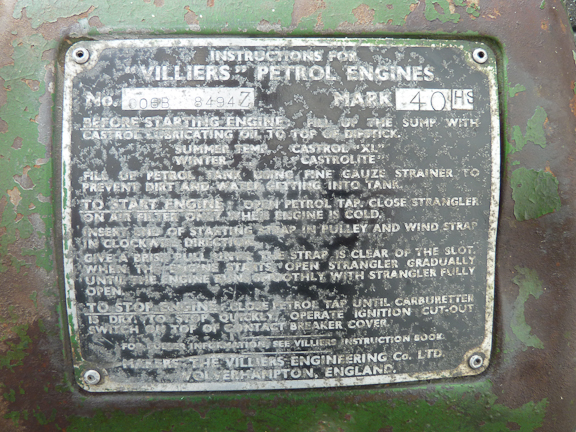 INSTRUCTIONS FOR
"VILLIERS" PETROL ENGINES
No. 84947 MARK 40 HS
BEFORE STARTING ENGINE FILL UP THE SUMP WITH
CASTROL LUBRICATING OIL TO TOP OF DIPSTICK.
SUMMER TEMP. CASTROL "XL"
WINTER CASTROLITE
FILL UP PETROL TANK USING FINE GAUZE STRAINER TO
PREVENT DIRT AND WATER GETTING INTO TANK.
TO START ENGINE OPEN PETROL TAP, CLOSE STRANGLER
ON AIR FILTER ONLY WHEN ENGINE IS COLD.
INSERT END OF STARTING STRAP IN PULLEY AND WIND STRAP
IN CLOCKWISE DIRECTION.
GIVE A BRISK PULL UNTIL THE STRAP IS CLEAR OF THE SLOT.
WHEN THE ENGINE STARTS OPEN STRANGLER GRADUALLY
UNTIL THE ENGINE RUNS SMOOTHLY WITH STRANGLER FULLY
OPEN.
TO STOP ENGINE CLOSE PETROL TAP UNTIL CARBURETTER
IS DRY. TO STOP QUICKLY, OPERATE IGNITION CUT-OUT
SWITCH ON TOP OF CONTACT BREAKER COVER.
FOR INFORMATION, SEE VILLIERS INSTRUCTION BOOK.
MAKERS: THE VILLIERS ENGINEERING Co. LTD.
WOLVERHAMPTON, ENGLAND.